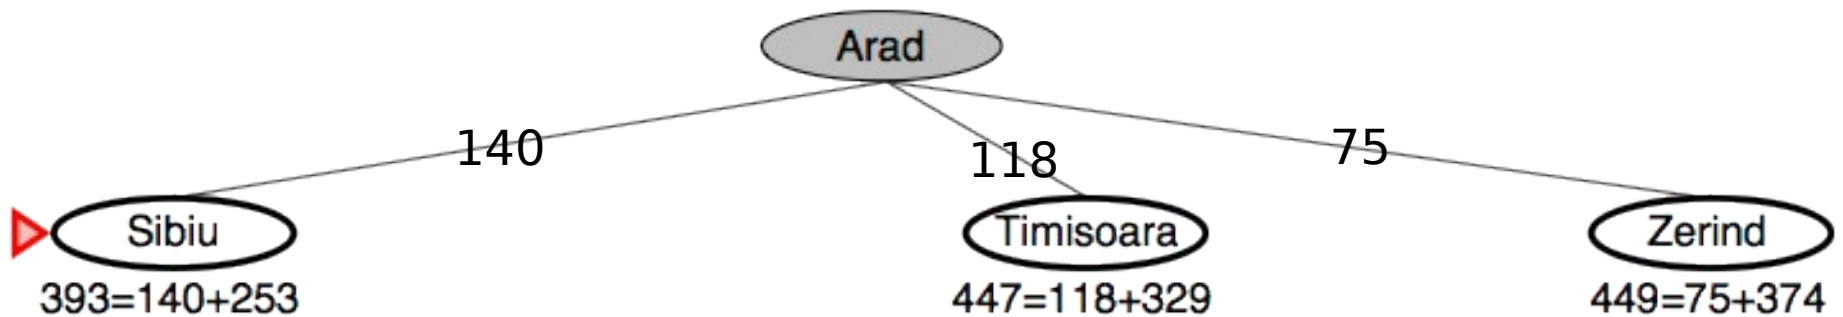 Arad
140
118
75
Sibiu
Timisoara
Zerind
393=140+253
447=118+329
449=75+374